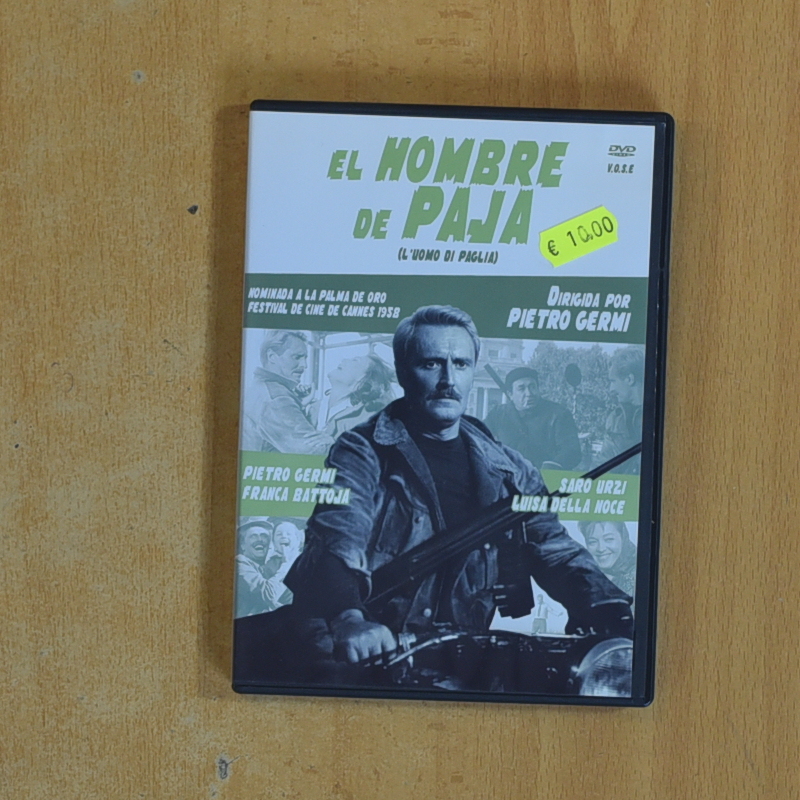 EL HOMBRE
DE PAJA
(L'UOMO DI PAGLIA)
DVD
VIDEO
V.O.S.E
€ 10.00
NOMINADA A LA PALMA DE ORO
FESTIVAL DE CINE DE CANNES 1958
DIRIGIDA POR
PIETRO GERMI
PIETRO GERMI
FRANCA BATTOJA
SARO URZI
LUISA DELLA NOCE